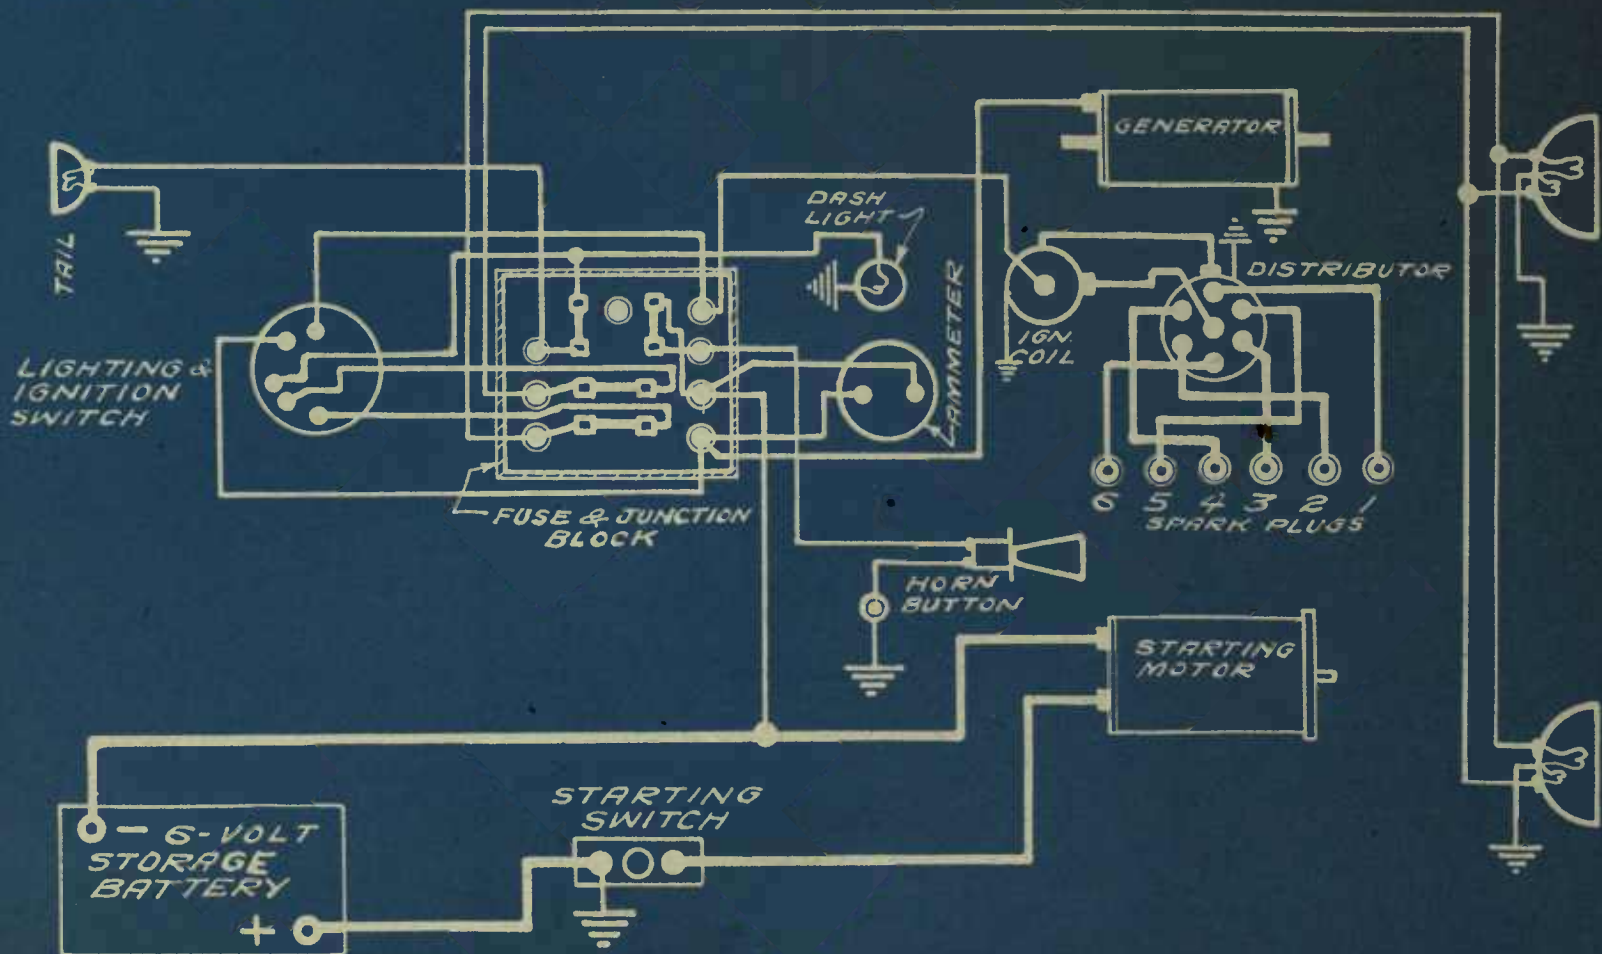 GENERATOR
DASH
LIGHT
TAIL
DISTRIBUTOR
AMMETER
IGN.
COIL
LIGHTING &
IGNITION
SWITCH
6 5 4 3 2 1
SPARK PLUGS
FUSE & JUNCTION
BLOCK
HORN
BUTTON
STARTING
MOTOR
STARTING
SWITCH
- 6-VOLT
STORAGE
BATTERY
+